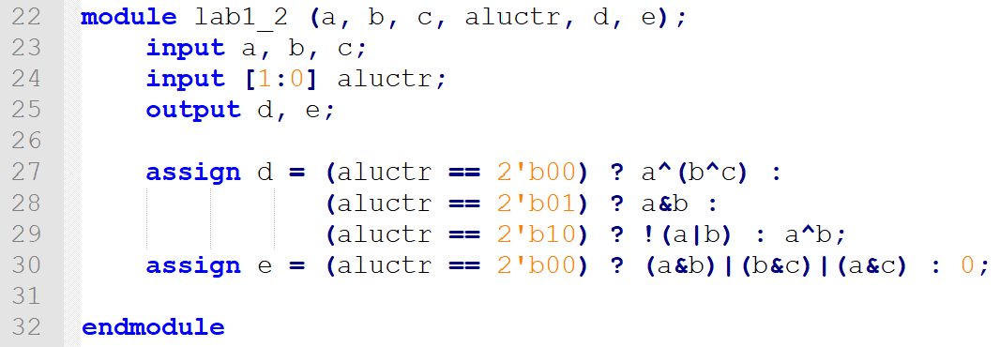 22 module lab1_2 (a, b, c, aluctr, d, e);
23     input a, b, c;
24     input [1:0] aluctr;
25     output d, e;
26
27     assign d = (aluctr == 2'b00) ? a^(b^c) :
28                (aluctr == 2'b01) ? a&b :
29                (aluctr == 2'b10) ? !(a|b) : a^b;
30     assign e = (aluctr == 2'b00) ? (a&b)|(b&c)|(a&c) : 0;
31
32 endmodule